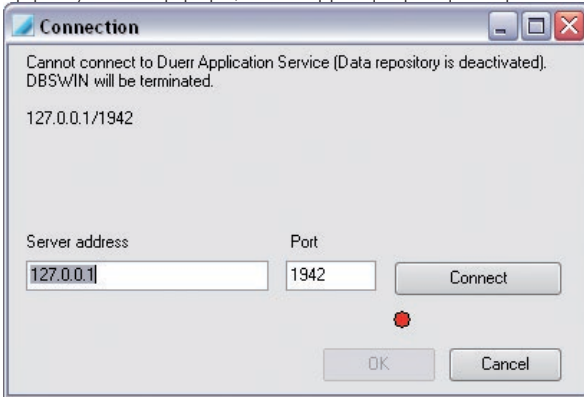 Connection
Cannot connect to Duerr Application Service (Data repository is deactivated).
DBSWIN will be terminated.
127.0.0.1/1942
Server address Port
127.0.0.1 1942 Connect
OK Cancel